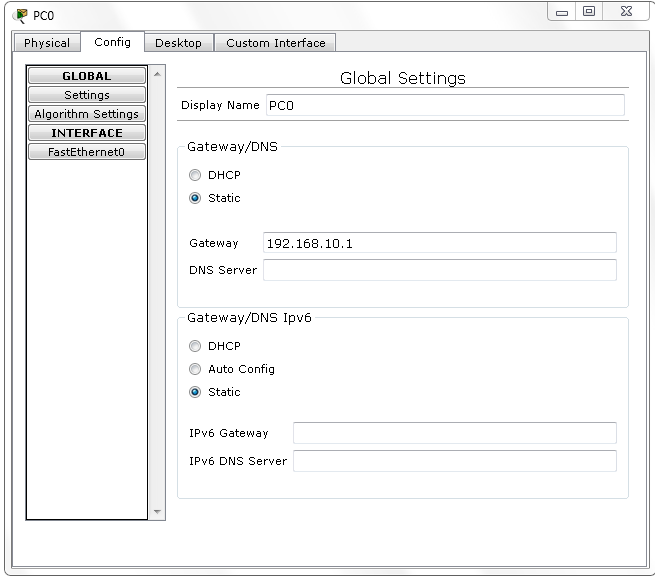 PC0
Physical Config Desktop Custom Interface
GLOBAL
Settings
Algorithm Settings
INTERFACE
FastEthernet0
Global Settings
Display Name PC0
Gateway/DNS
DHCP
Static
Gateway 192.168.10.1
DNS Server
Gateway/DNS Ipv6
DHCP
Auto Config
Static
IPv6 Gateway
IPv6 DNS Server